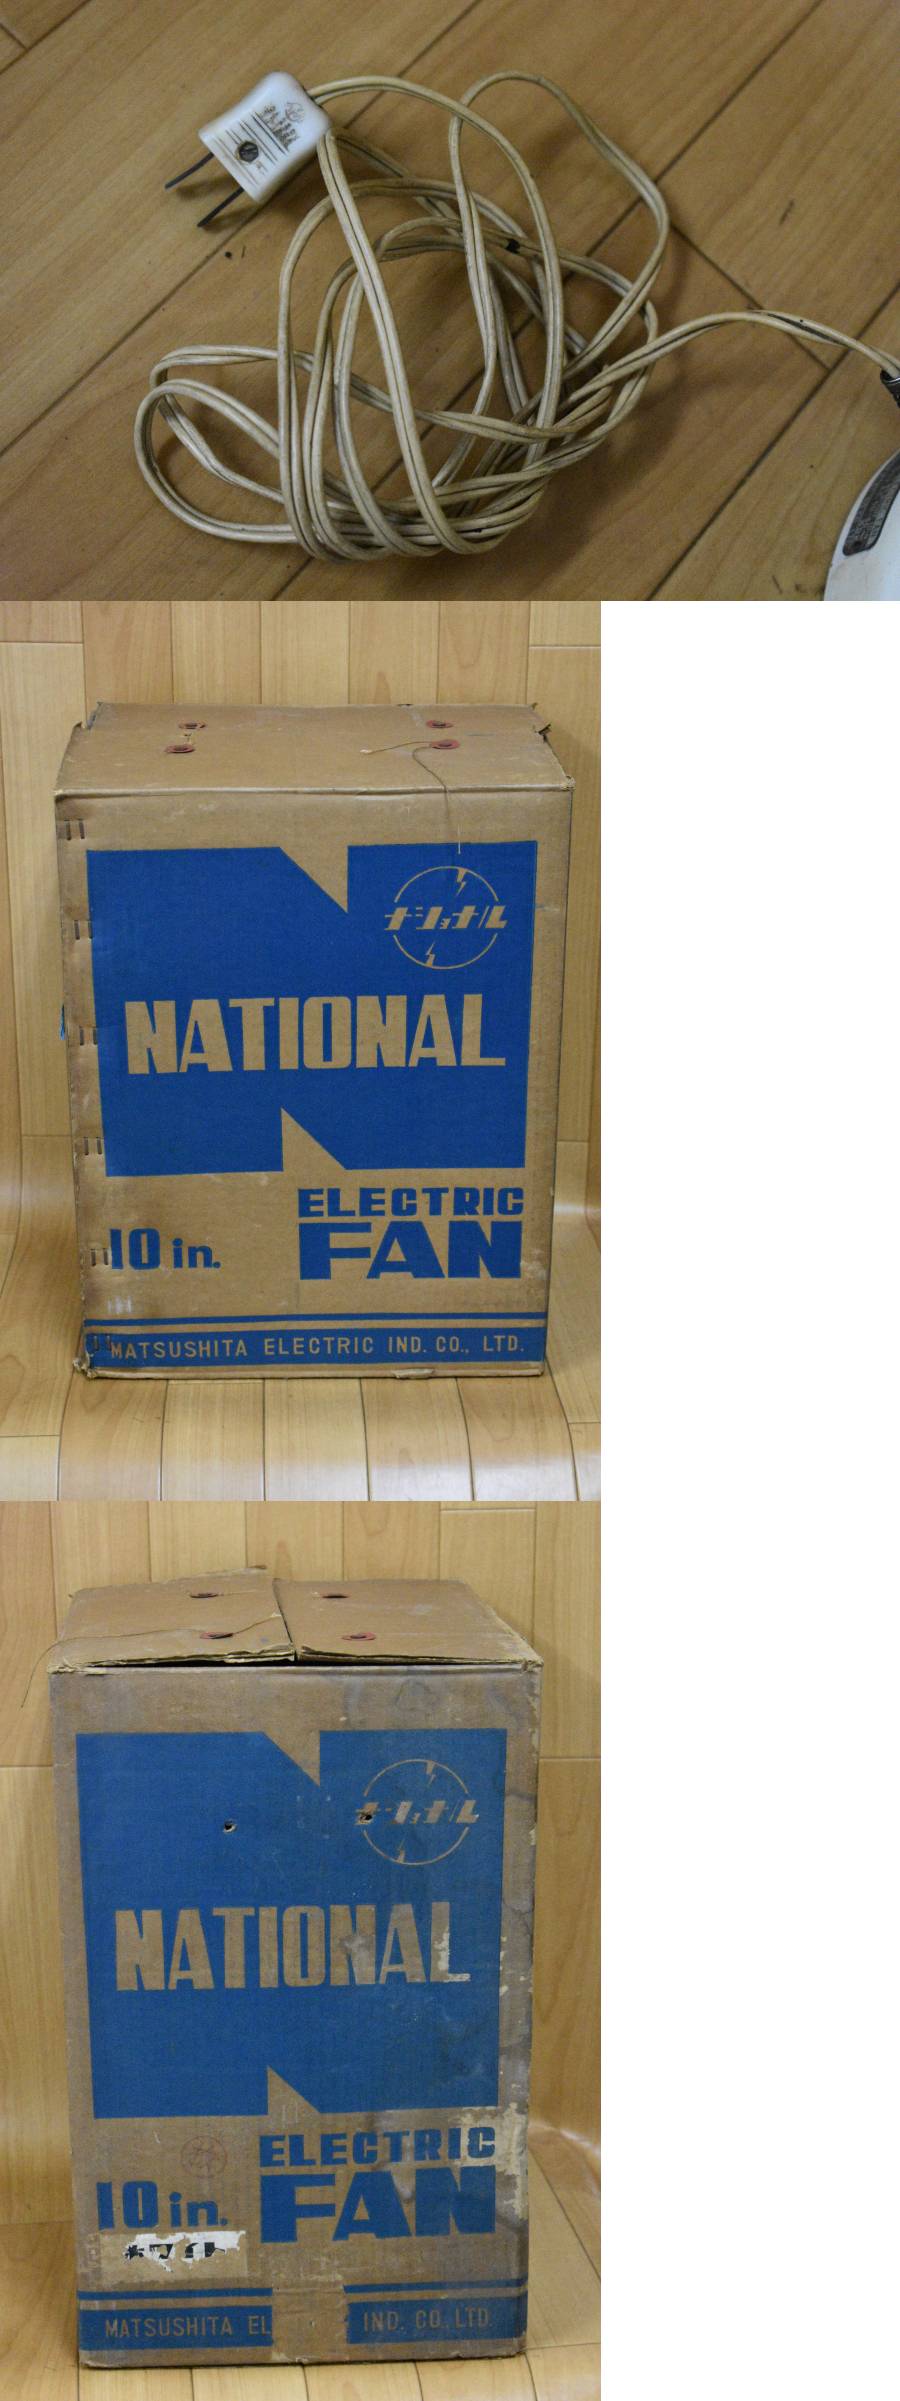 ナショナル
NATIONAL
ELECTRIC
FAN
10 in.
MATSUSHITA ELECTRIC IND. CO., LTD.
ナショナル
NATIONAL
ELECTRIC
FAN
10 in.
ホワイト
MATSUSHITA EL IND. CO., LTD.